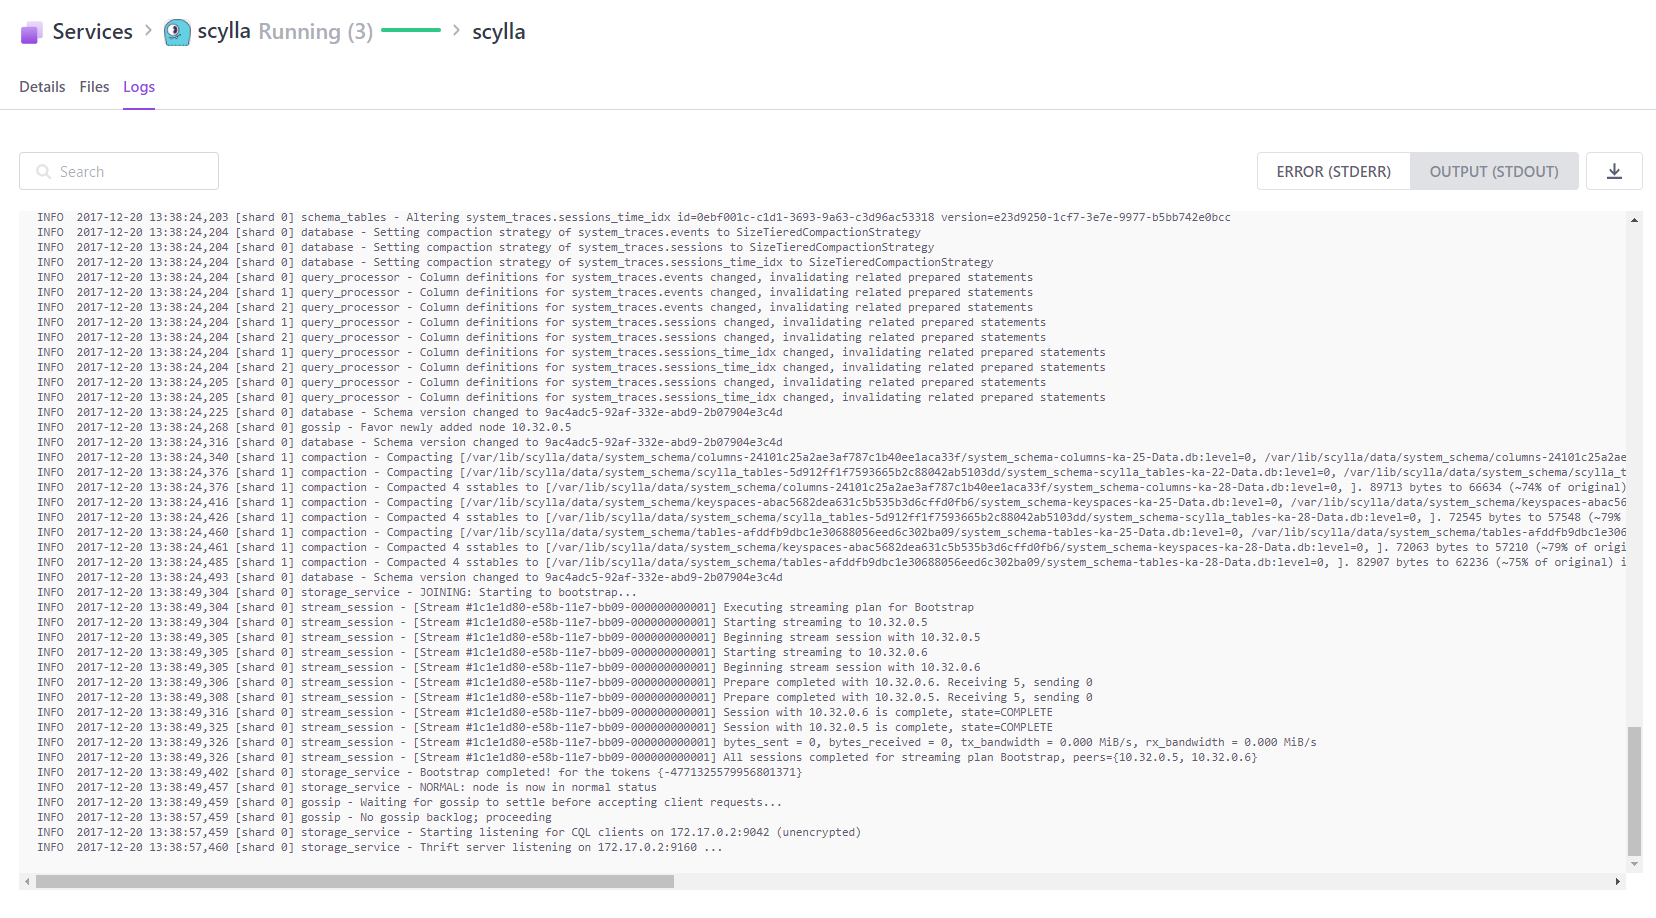 Services > scylla Running (3) > scylla
Details Files Logs
Search ERROR (STDERR) OUTPUT (STDOUT)
INFO 2017-12-20 13:38:24,203 [shard 0] schema_tables - Altering system_traces.sessions_time_idx id=0ebf001c-c1d1-3693-9a63-c3d96ac53318 version=e23d9250-1cf7-3e7e-9977-b5bb742e0bcc
INFO 2017-12-20 13:38:24,204 [shard 0] database - Setting compaction strategy of system_traces.events to SizeTieredCompactionStrategy
INFO 2017-12-20 13:38:24,204 [shard 0] database - Setting compaction strategy of system_traces.sessions to SizeTieredCompactionStrategy
INFO 2017-12-20 13:38:24,204 [shard 0] database - Setting compaction strategy of system_traces.sessions_time_idx to SizeTieredCompactionStrategy
INFO 2017-12-20 13:38:24,204 [shard 0] query_processor - Column definitions for system_traces.events changed, invalidating related prepared statements
INFO 2017-12-20 13:38:24,204 [shard 1] query_processor - Column definitions for system_traces.events changed, invalidating related prepared statements
INFO 2017-12-20 13:38:24,204 [shard 2] query_processor - Column definitions for system_traces.events changed, invalidating related prepared statements
INFO 2017-12-20 13:38:24,204 [shard 1] query_processor - Column definitions for system_traces.sessions changed, invalidating related prepared statements
INFO 2017-12-20 13:38:24,204 [shard 2] query_processor - Column definitions for system_traces.sessions changed, invalidating related prepared statements
INFO 2017-12-20 13:38:24,204 [shard 1] query_processor - Column definitions for system_traces.sessions_time_idx changed, invalidating related prepared statements
INFO 2017-12-20 13:38:24,204 [shard 2] query_processor - Column definitions for system_traces.sessions_time_idx changed, invalidating related prepared statements
INFO 2017-12-20 13:38:24,205 [shard 0] query_processor - Column definitions for system_traces.sessions changed, invalidating related prepared statements
INFO 2017-12-20 13:38:24,205 [shard 0] query_processor - Column definitions for system_traces.sessions_time_idx changed, invalidating related prepared statements
INFO 2017-12-20 13:38:24,225 [shard 0] database - Schema version changed to 9ac4adc5-92af-332e-abd9-2b07904e3c4d
INFO 2017-12-20 13:38:24,268 [shard 0] gossip - Favor newly added node 10.32.0.5
INFO 2017-12-20 13:38:24,316 [shard 0] database - Schema version changed to 9ac4adc5-92af-332e-abd9-2b07904e3c4d
INFO 2017-12-20 13:38:24,340 [shard 1] compaction - Compacting [/var/lib/scylla/data/system_schema/columns-24101c25a2ae3af787c1b40ee1aca33f/system_schema-columns-ka-25-Data.db:level=0, /var/lib/scylla/data/system_schema/columns-24101c25a2ae
INFO 2017-12-20 13:38:24,376 [shard 1] compaction - Compacting [/var/lib/scylla/data/system_schema/scylla_tables-5d912ff1f7593665b2c88042ab5103dd/system_schema-scylla_tables-ka-22-Data.db:level=0, /var/lib/scylla/data/system_schema/scylla_t
INFO 2017-12-20 13:38:24,376 [shard 1] compaction - Compacted 4 sstables to [/var/lib/scylla/data/system_schema/columns-24101c25a2ae3af787c1b40ee1aca33f/system_schema-columns-ka-28-Data.db:level=0, ]. 89713 bytes to 66634 (~74% of original)
INFO 2017-12-20 13:38:24,416 [shard 1] compaction - Compacting [/var/lib/scylla/data/system_schema/keyspaces-abac5682dea631c5b535b3d6cffd0fb6/system_schema-keyspaces-ka-25-Data.db:level=0, /var/lib/scylla/data/system_schema/keyspaces-abac56
INFO 2017-12-20 13:38:24,426 [shard 1] compaction - Compacted 4 sstables to [/var/lib/scylla/data/system_schema/scylla_tables-5d912ff1f7593665b2c88042ab5103dd/system_schema-scylla_tables-ka-28-Data.db:level=0, ]. 72545 bytes to 57548 (~79%
INFO 2017-12-20 13:38:24,460 [shard 1] compaction - Compacting [/var/lib/scylla/data/system_schema/tables-afddfb9dbc1e30688056eed6c302ba09/system_schema-tables-ka-25-Data.db:level=0, /var/lib/scylla/data/system_schema/tables-afddfb9dbc1e306
INFO 2017-12-20 13:38:24,461 [shard 1] compaction - Compacted 4 sstables to [/var/lib/scylla/data/system_schema/keyspaces-abac5682dea631c5b535b3d6cffd0fb6/system_schema-keyspaces-ka-28-Data.db:level=0, ]. 72063 bytes to 57210 (~79% of origi
INFO 2017-12-20 13:38:24,485 [shard 1] compaction - Compacted 4 sstables to [/var/lib/scylla/data/system_schema/tables-afddfb9dbc1e30688056eed6c302ba09/system_schema-tables-ka-28-Data.db:level=0, ]. 82907 bytes to 62236 (~75% of original) i
INFO 2017-12-20 13:38:24,493 [shard 0] database - Schema version changed to 9ac4adc5-92af-332e-abd9-2b07904e3c4d
INFO 2017-12-20 13:38:49,304 [shard 0] storage_service - JOINING: Starting to bootstrap...
INFO 2017-12-20 13:38:49,304 [shard 0] stream_session - [Stream #1c1e1d80-e58b-11e7-bb09-000000000001] Executing streaming plan for Bootstrap
INFO 2017-12-20 13:38:49,304 [shard 0] stream_session - [Stream #1c1e1d80-e58b-11e7-bb09-000000000001] Starting streaming to 10.32.0.5
INFO 2017-12-20 13:38:49,305 [shard 0] stream_session - [Stream #1c1e1d80-e58b-11e7-bb09-000000000001] Beginning stream session with 10.32.0.5
INFO 2017-12-20 13:38:49,305 [shard 0] stream_session - [Stream #1c1e1d80-e58b-11e7-bb09-000000000001] Starting streaming to 10.32.0.6
INFO 2017-12-20 13:38:49,305 [shard 0] stream_session - [Stream #1c1e1d80-e58b-11e7-bb09-000000000001] Beginning stream session with 10.32.0.6
INFO 2017-12-20 13:38:49,306 [shard 0] stream_session - [Stream #1c1e1d80-e58b-11e7-bb09-000000000001] Prepare completed with 10.32.0.6. Receiving 5, sending 0
INFO 2017-12-20 13:38:49,308 [shard 0] stream_session - [Stream #1c1e1d80-e58b-11e7-bb09-000000000001] Prepare completed with 10.32.0.5. Receiving 5, sending 0
INFO 2017-12-20 13:38:49,316 [shard 0] stream_session - [Stream #1c1e1d80-e58b-11e7-bb09-000000000001] Session with 10.32.0.6 is complete, state=COMPLETE
INFO 2017-12-20 13:38:49,325 [shard 0] stream_session - [Stream #1c1e1d80-e58b-11e7-bb09-000000000001] Session with 10.32.0.5 is complete, state=COMPLETE
INFO 2017-12-20 13:38:49,326 [shard 0] stream_session - [Stream #1c1e1d80-e58b-11e7-bb09-000000000001] bytes_sent = 0, bytes_received = 0, tx_bandwidth = 0.000 MiB/s, rx_bandwidth = 0.000 MiB/s
INFO 2017-12-20 13:38:49,326 [shard 0] stream_session - [Stream #1c1e1d80-e58b-11e7-bb09-000000000001] All sessions completed for streaming plan Bootstrap, peers={10.32.0.5, 10.32.0.6}
INFO 2017-12-20 13:38:49,402 [shard 0] storage_service - Bootstrap completed! for the tokens {-4771325579956801371}
INFO 2017-12-20 13:38:49,457 [shard 0] storage_service - NORMAL: node is now in normal status
INFO 2017-12-20 13:38:49,459 [shard 0] gossip - Waiting for gossip to settle before accepting client requests...
INFO 2017-12-20 13:38:57,459 [shard 0] gossip - No gossip backlog; proceeding
INFO 2017-12-20 13:38:57,459 [shard 0] storage_service - Starting listening for CQL clients on 172.17.0.2:9042 (unencrypted)
INFO 2017-12-20 13:38:57,460 [shard 0] storage_service - Thrift server listening on 172.17.0.2:9160 ...